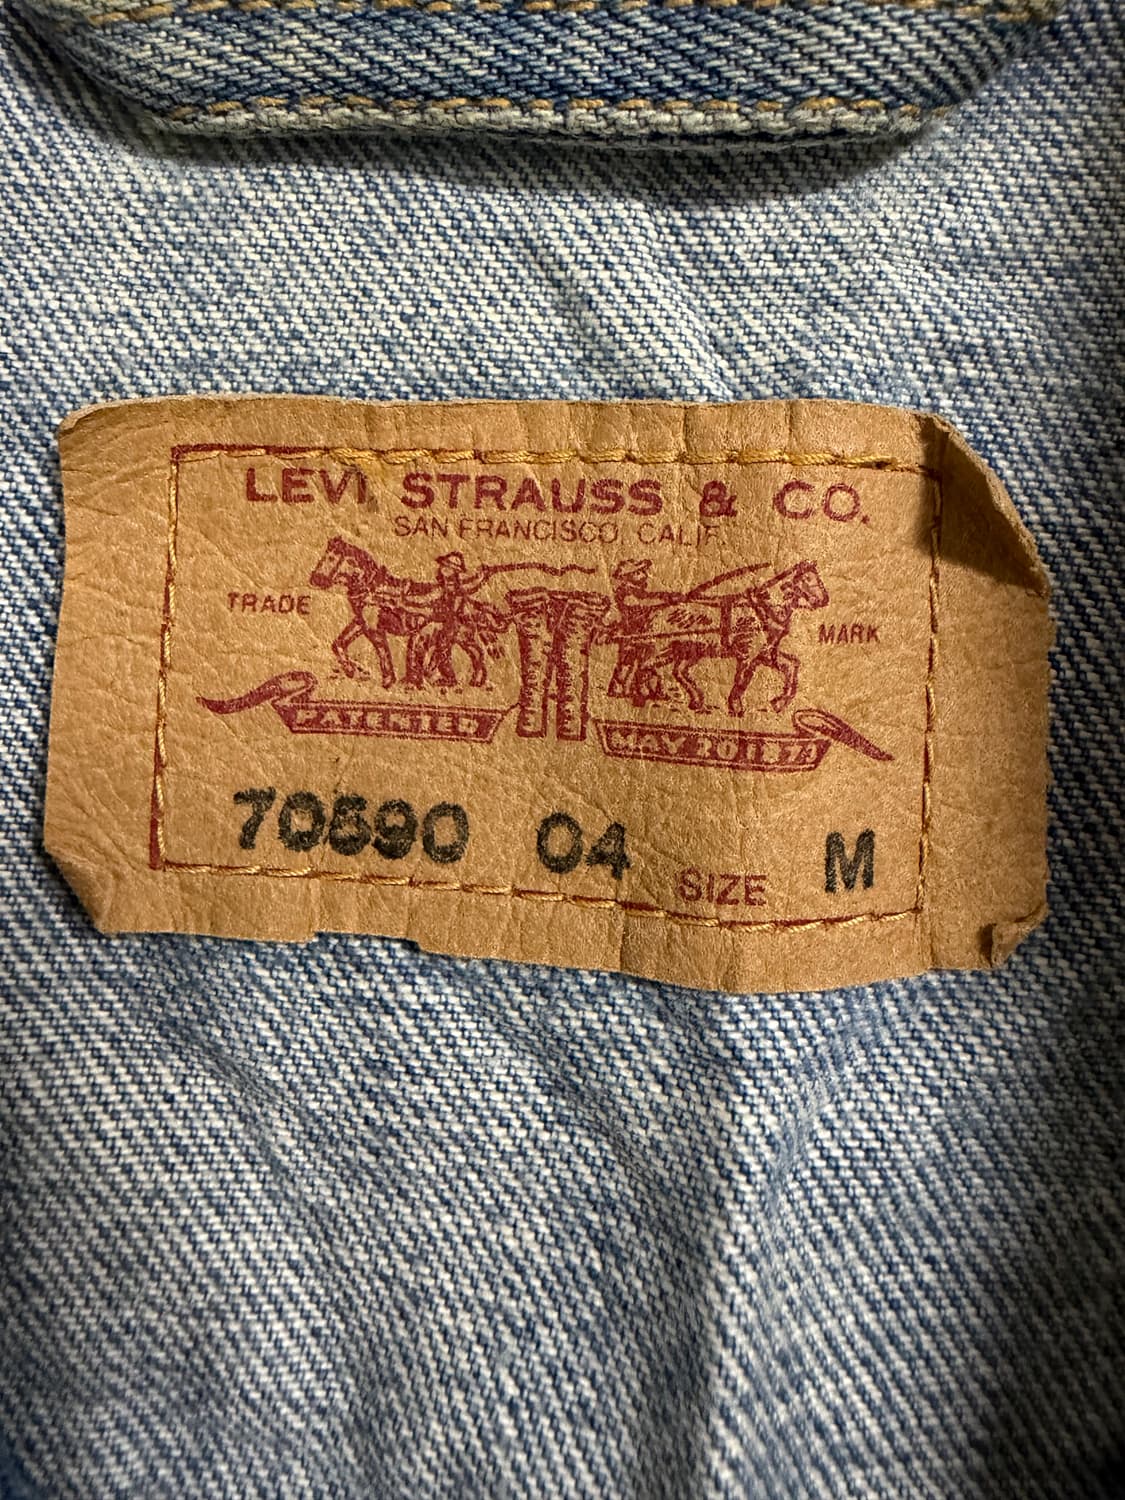 LEVI STRAUSS & CO.
SAN FRANCISCO, CALIF.
TRADE MARK
PATENTED MAY 20 1873
70590 04 SIZE M